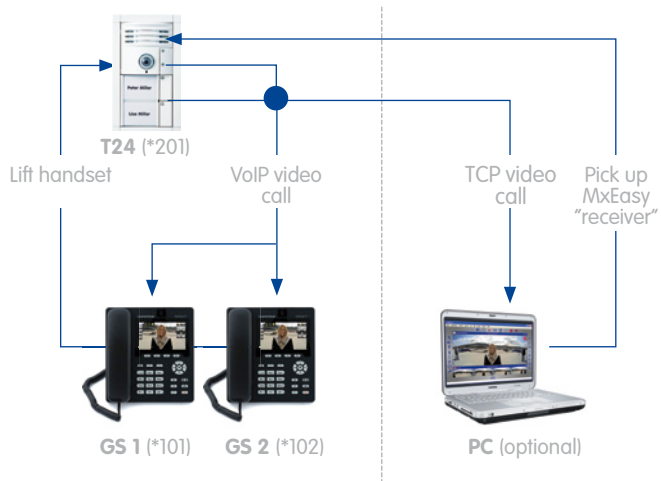 Peter Miller
Lisa Miller
T24 (*201)
Lift handset
VoIP video
call
TCP video
call
Pick up
MxEasy
"receiver"
GS 1 (*101)
GS 2 (*102)
PC (optional)